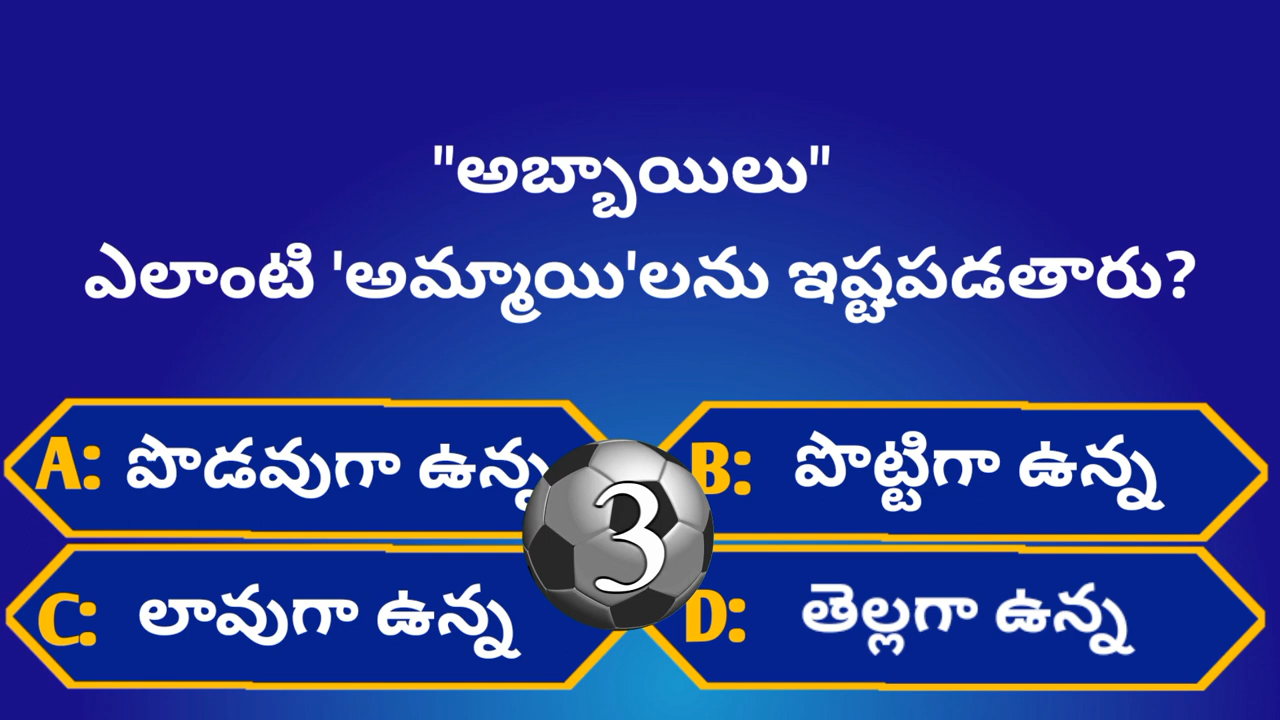 "అబ్బాయిలు"
ఎలాంటి 'అమ్మాయి'లను ఇష్టపడతారు?
A: పొడవుగా ఉన్న
B: పొట్టిగా ఉన్న
C: లావుగా ఉన్న
D: తెల్లగా ఉన్న
3